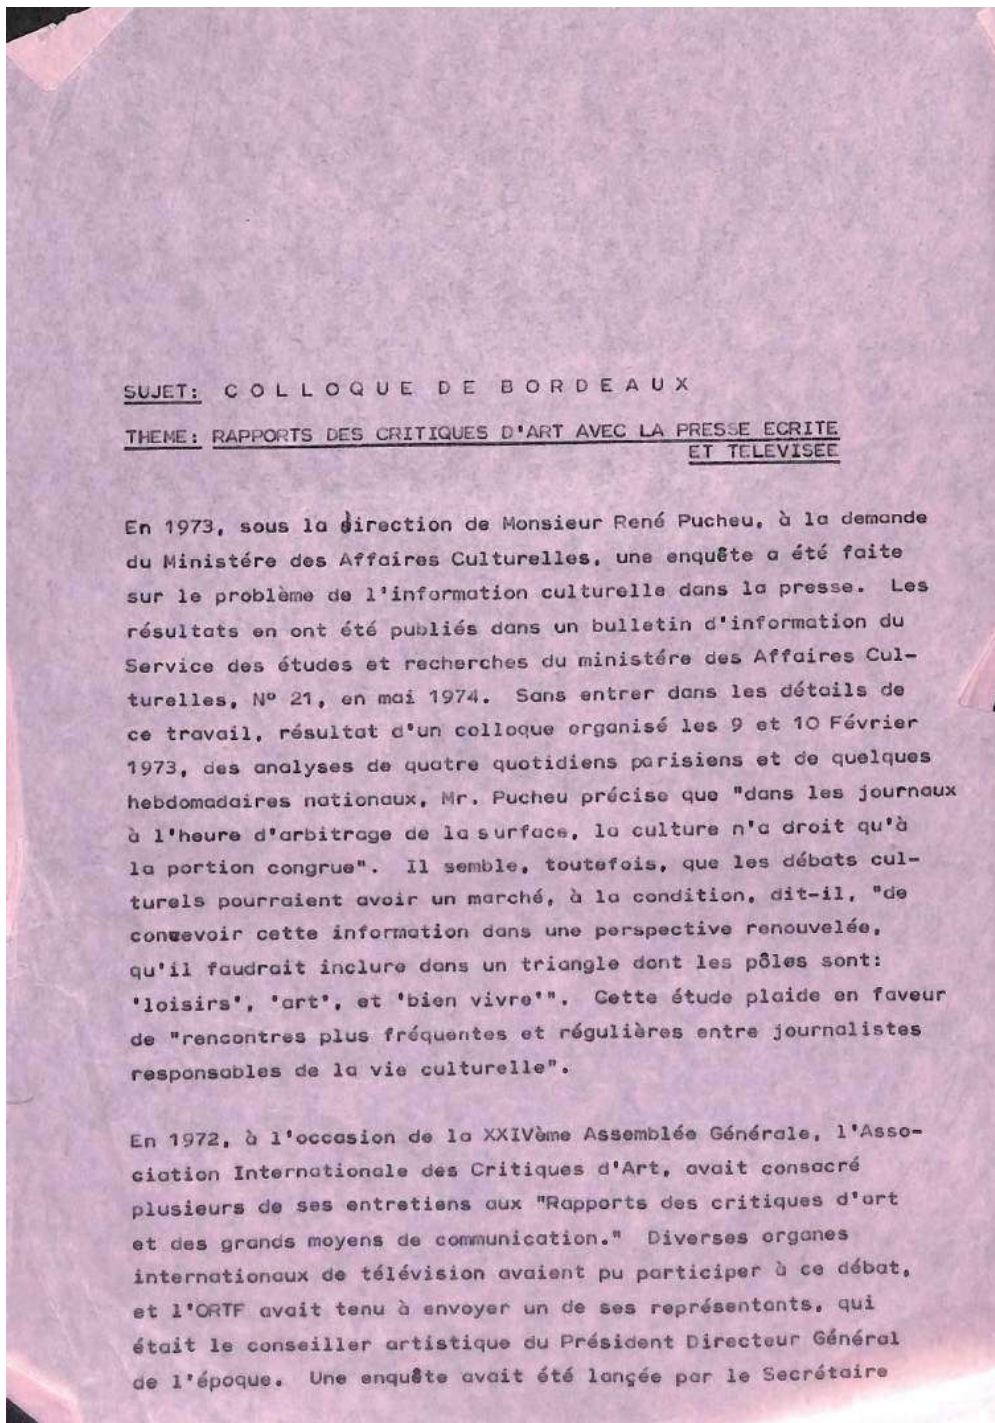 SUJET: C O L L O Q U E D E B O R D E A U X
THEME: RAPPORTS DES CRITIQUES D'ART AVEC LA PRESSE ECRITE
ET TELEVISEE
En 1973, sous la direction de Monsieur René Pucheu, à la demande
du Ministére des Affaires Culturelles, une enquête a été faite
sur le problème de l'information culturelle dans la presse. Les
résultats en ont été publiés dans un bulletin d'information du
Service des études et recherches du ministére des Affaires Cul-
turelles, Nº 21, en mai 1974. Sans entrer dans les détails de
ce travail, résultat d'un colloque organisé les 9 et 10 Février
1973, des analyses de quatre quotidiens parisiens et de quelques
hebdomadaires nationaux, Mr. Pucheu précise que "dans les journaux
à l'heure d'arbitrage de la surface, la culture n'a droit qu'à
la portion congrue". Il semble, toutefois, que les débats cul-
turels pourraient avoir un marché, à la condition, dit-il, "de
concevoir cette information dans une perspective renouvelée,
qu'il faudrait inclure dans un triangle dont les pôles sont:
'loisirs', 'art', et 'bien vivre'". Cette étude plaide en faveur
de "rencontres plus fréquentes et régulières entre journalistes
responsables de la vie culturelle".
En 1972, à l'occasion de la XXIVème Assemblée Générale, l'Asso-
ciation Internationale des Critiques d'Art, avait consacré
plusieurs de ses entretiens aux "Rapports des critiques d'art
et des grands moyens de communication." Diverses organes
internationaux de télévision avaient pu participer à ce débat,
et l'ORTF avait tenu à envoyer un de ses représentants, qui
était le conseiller artistique du Président Directeur Général
de l'époque. Une enquête avait été lançée par le Secrétaire